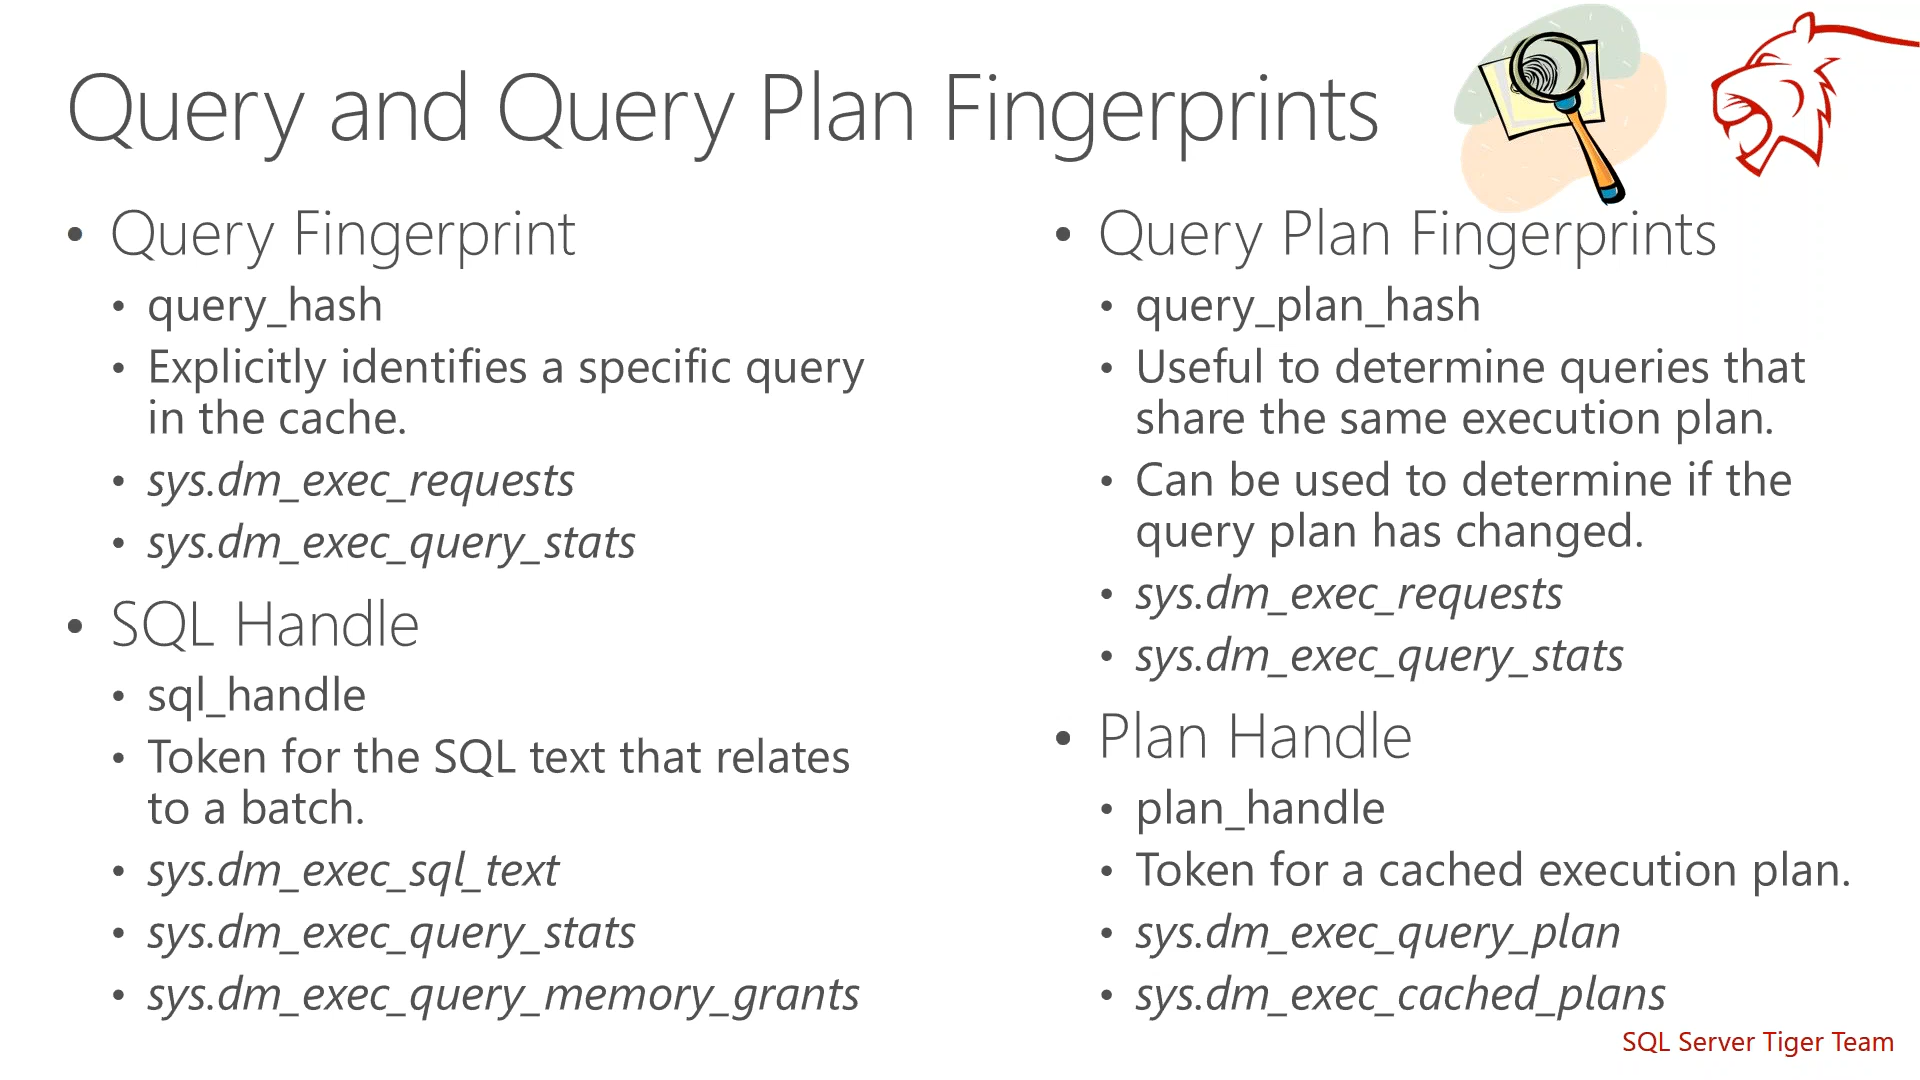 Query and Query Plan Fingerprints
• Query Fingerprint
• query_hash
• Explicitly identifies a specific query
in the cache.
• sys.dm_exec_requests
• sys.dm_exec_query_stats
• SQL Handle
• sql_handle
• Token for the SQL text that relates
to a batch.
• sys.dm_exec_sql_text
• sys.dm_exec_query_stats
• sys.dm_exec_query_memory_grants
• Query Plan Fingerprints
• query_plan_hash
• Useful to determine queries that
share the same execution plan.
• Can be used to determine if the
query plan has changed.
• sys.dm_exec_requests
• sys.dm_exec_query_stats
• Plan Handle
• plan_handle
• Token for a cached execution plan.
• sys.dm_exec_query_plan
• sys.dm_exec_cached_plans
SQL Server Tiger Team